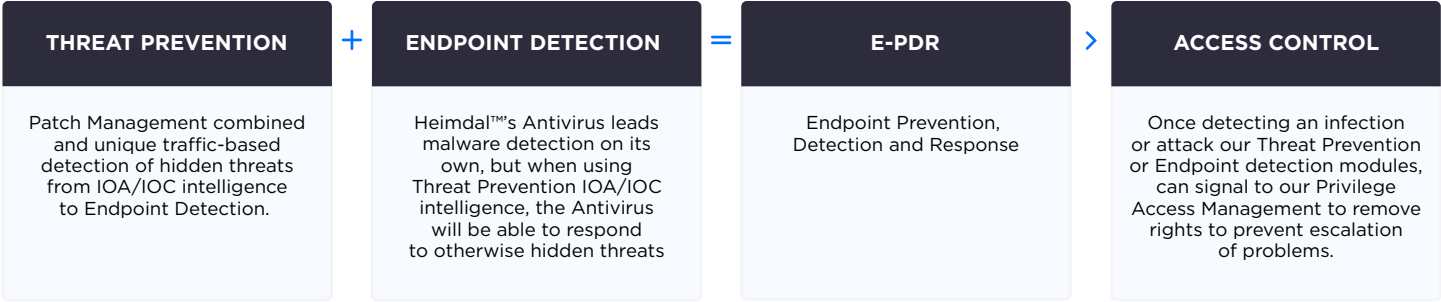 THREAT PREVENTION
Patch Management combined
and unique traffic-based
detection of hidden threats
from IOA/IOC intelligence
to Endpoint Detection.
+
ENDPOINT DETECTION
Heimdal™'s Antivirus leads
malware detection on its
own, but when using
Threat Prevention IOA/IOC
intelligence, the Antivirus
will be able to respond
to otherwise hidden threats
=
E-PDR
Endpoint Prevention,
Detection and Response
>
ACCESS CONTROL
Once detecting an infection
or attack our Threat Prevention
or Endpoint detection modules,
can signal to our Privilege
Access Management to remove
rights to prevent escalation
of problems.